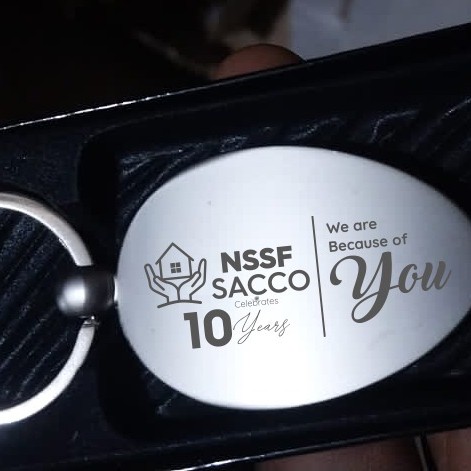 NSSF
SACCO
Celebrates
10 Years
We are
Because of
You